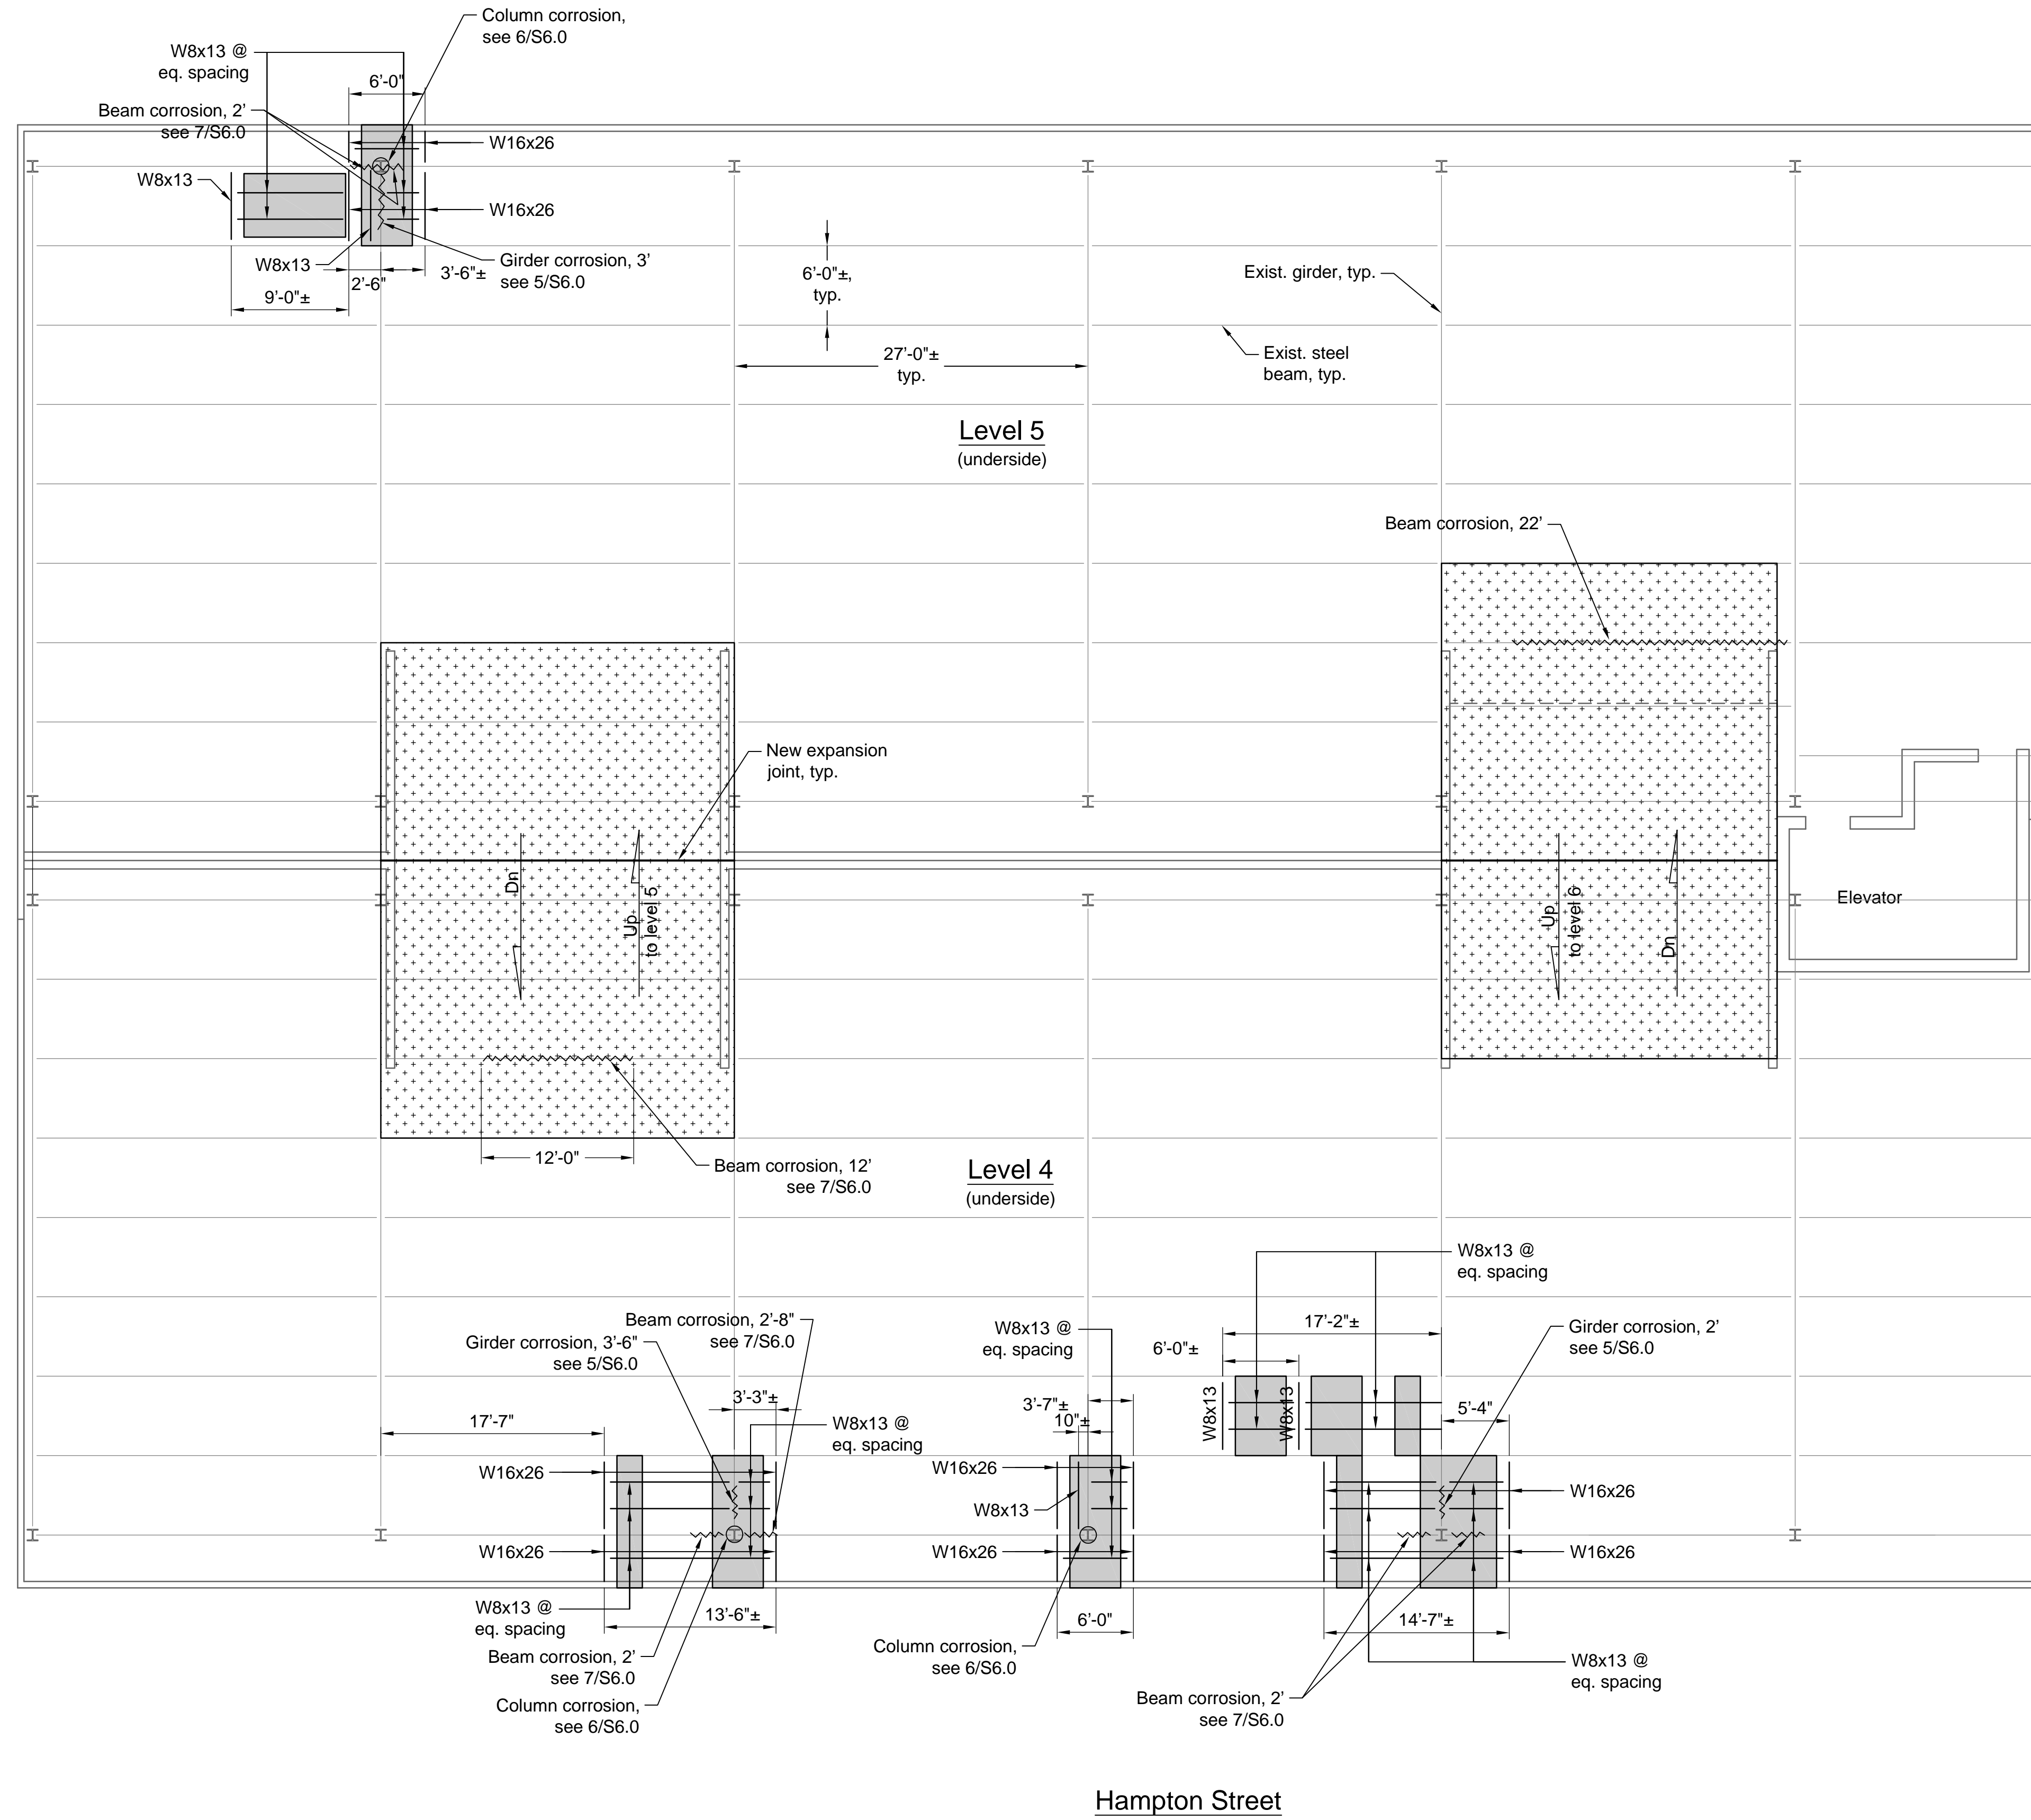 Column corrosion,
see 6/S6.0
W8x13 @
eq. spacing
6'-0"
Beam corrosion, 2'
see 7/S6.0
W16x26
W8x13
W16x26
W8x13
Girder corrosion, 3'
see 5/S6.0
3'-6"±
2'-6"
9'-0"±
6'-0"±,
typ.
Exist. girder, typ.
27'-0"±
typ.
Exist. steel
beam, typ.
Level 5
(underside)
Beam corrosion, 22'
New expansion
joint, typ.
Dn
Up
to level 5
Up
to level 6
Dn
Elevator
12'-0"
Beam corrosion, 12'
see 7/S6.0
Level 4
(underside)
W8x13 @
eq. spacing
17'-2"±
6'-0"±
Beam corrosion, 2'-8"
see 7/S6.0
Girder corrosion, 3'-6"
see 5/S6.0
W8x13 @
eq. spacing
Girder corrosion, 2'
see 5/S6.0
3'-3"±
3'-7"±
10"±
W8x13
W8x13
5'-4"
17'-7"
W8x13 @
eq. spacing
W16x26
W16x26
W8x13
W16x26
W16x26
W16x26
W16x26
W8x13 @
eq. spacing
13'-6"±
6'-0"
14'-7"±
Beam corrosion, 2'
see 7/S6.0
Column corrosion,
see 6/S6.0
Column corrosion,
see 6/S6.0
W8x13 @
eq. spacing
Beam corrosion, 2'
see 7/S6.0
Hampton Street